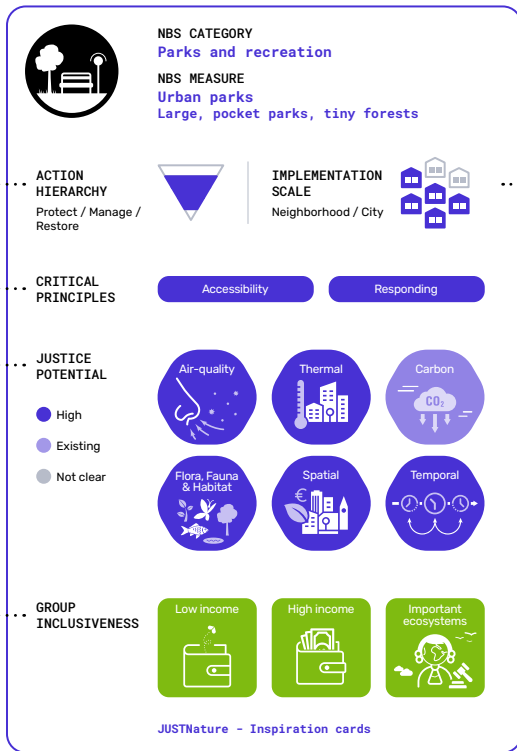 NBS CATEGORY
Parks and recreation
NBS MEASURE
Urban parks
Large, pocket parks, tiny forests
ACTION
HIERARCHY
Protect / Manage /
Restore
IMPLEMENTATION
SCALE
Neighborhood / City
CRITICAL
PRINCIPLES
Accessibility
Responding
JUSTICE
POTENTIAL
High
Existing
Not clear
Air-quality
Thermal
Carbon
CO₂
Flora, Fauna
& Habitat
Spatial
€
Temporal
GROUP
INCLUSIVENESS
Low income
High income
Important
ecosystems
JUSTNature - Inspiration cards